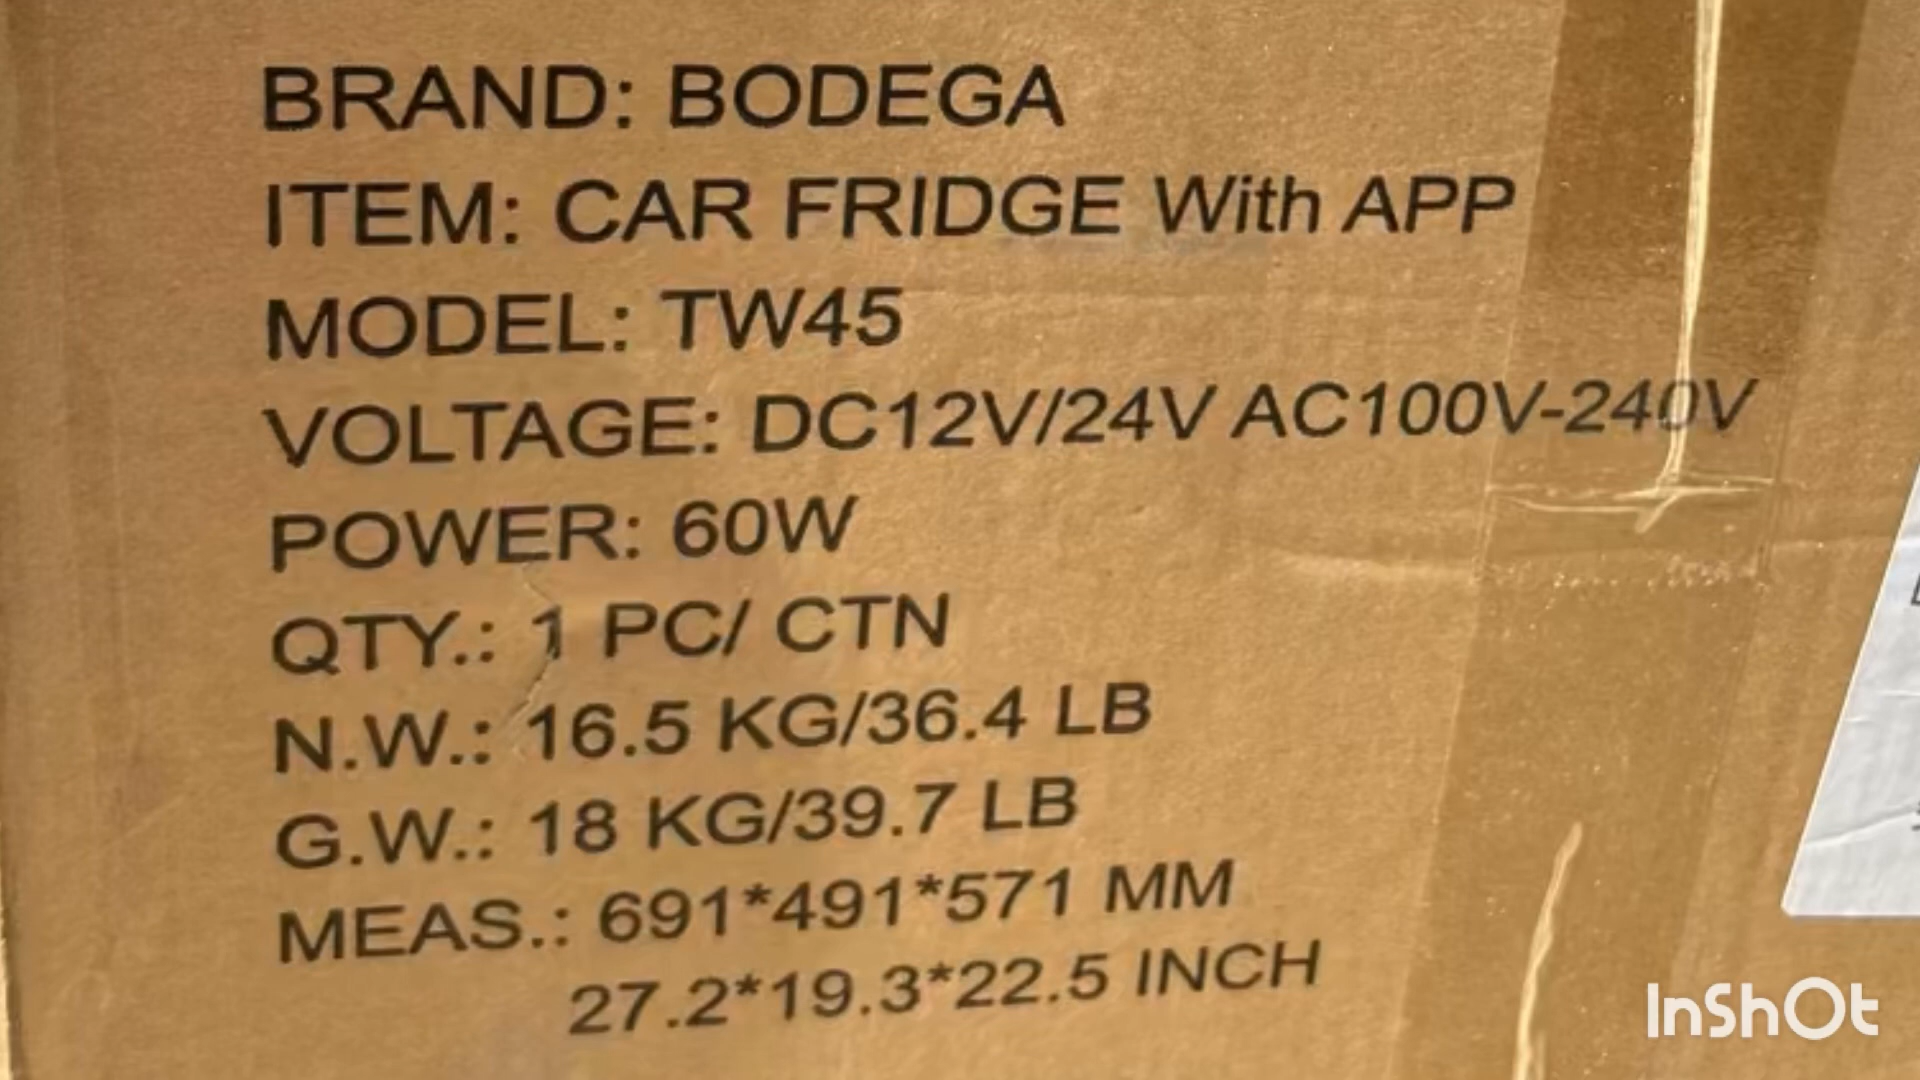 BRAND: BODEGA
ITEM: CAR FRIDGE With APP
MODEL: TW45
VOLTAGE: DC12V/24V AC100V-240V
POWER: 60W
QTY.: 1 PC/ CTN
N.W.: 16.5 KG/36.4 LB
G.W.: 18 KG/39.7 LB
MEAS.: 691*491*571 MM
27.2*19.3*22.5 INCH
InShOt